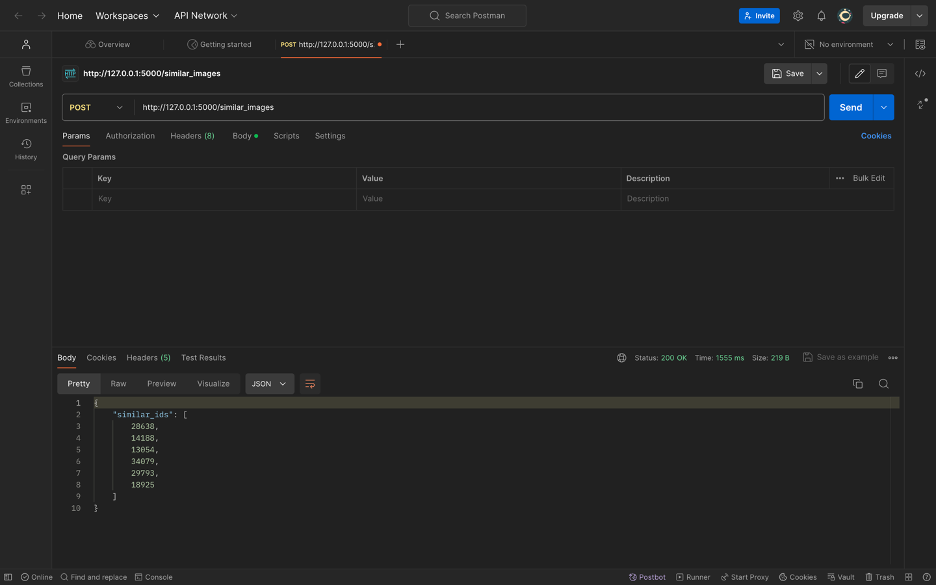 Home Workspaces API Network Search Postman Invite Upgrade
Overview Getting started POST http://127.0.0.1:5000/s No environment
http://127.0.0.1:5000/similar_images Save
Collections
Environments
History
POST http://127.0.0.1:5000/similar_images Send
Params Authorization Headers (8) Body Scripts Settings Cookies
Query Params
Key Value Description Bulk Edit
Key Value Description
Body Cookies Headers (5) Test Results Status: 200 OK Time: 1555 ms Size: 219 B Save as example
Pretty Raw Preview Visualize JSON
1 {
2 "similar_ids": [
3 28638,
4 14188,
5 13054,
6 34079,
7 29793,
8 18925
9 ]
10 }
Online Find and replace Console Postbot Runner Start Proxy Cookies Vault Trash